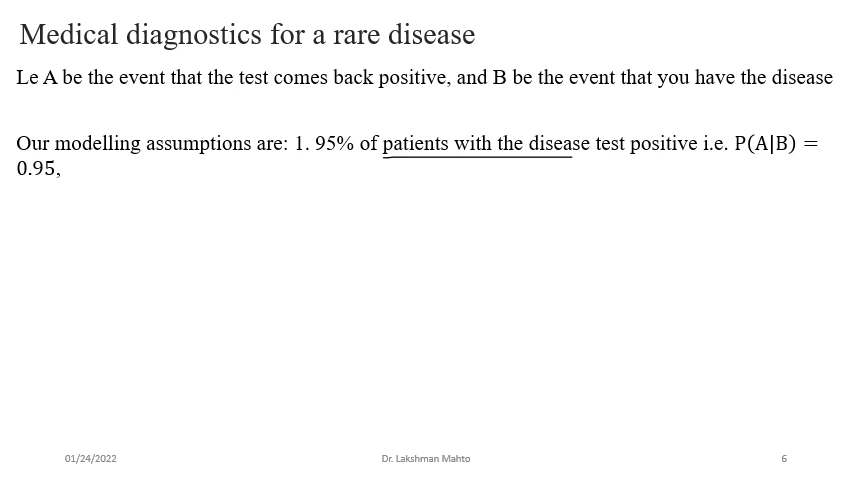 Medical diagnostics for a rare disease
Le A be the event that the test comes back positive, and B be the event that you have the disease
Our modelling assumptions are: 1. 95% of patients with the disease test positive i.e. P(A|B) =
0.95,
01/24/2022
Dr. Lakshman Mahto
6